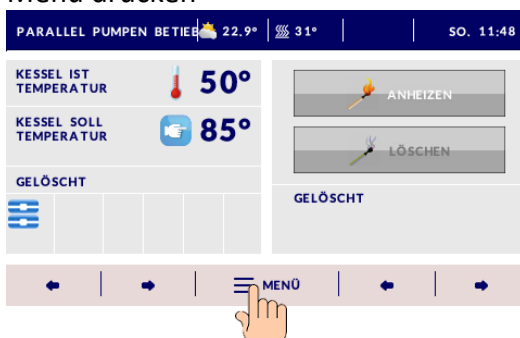 Menü drücken
PARALLEL PUMPEN BETIEB 22.9° 31° SO. 11:48
KESSEL IST
TEMPERATUR 50°
KESSEL SOLL
TEMPERATUR 85°
GELÖSCHT
ANHEIZEN
LÖSCHEN
GELÖSCHT
MENÜ